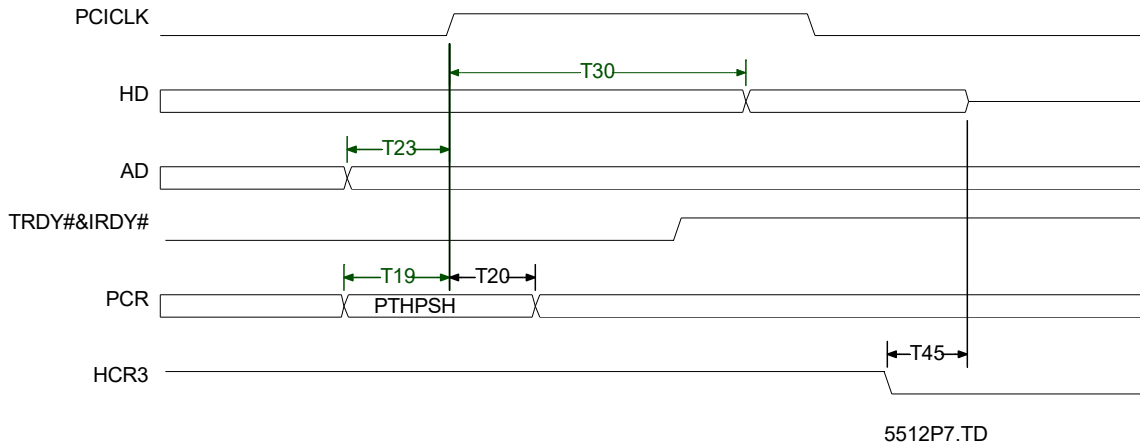 PCICLK
T30
HD
T23
AD
TRDY#&IRDY#
T19 T20
PCR PTHPSH
T45
HCR3
5512P7.TD